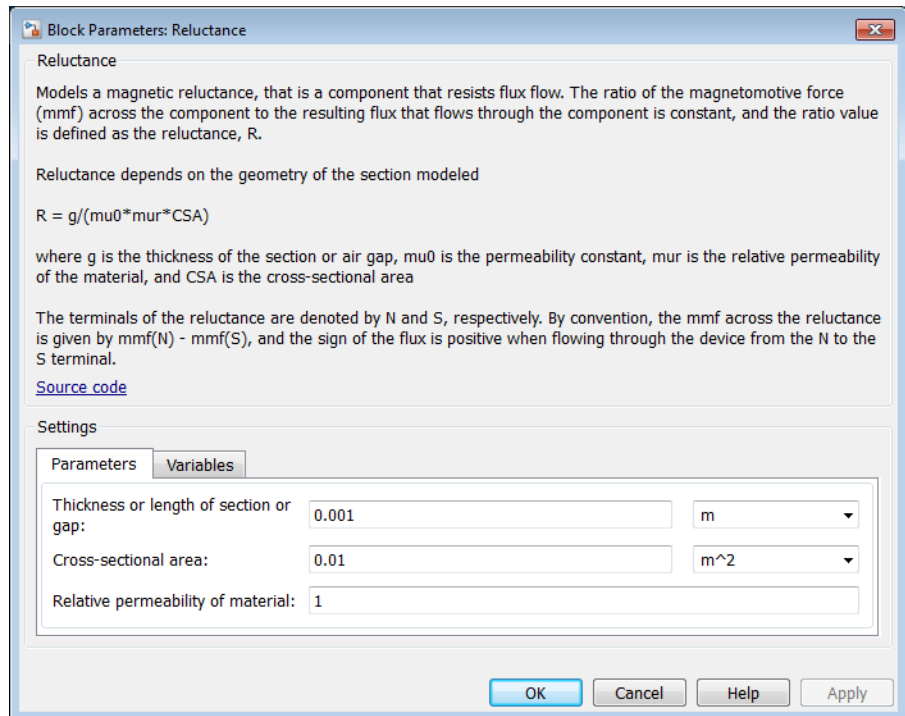 Block Parameters: Reluctance
Reluctance
Models a magnetic reluctance, that is a component that resists flux flow. The ratio of the magnetomotive force
(mmf) across the component to the resulting flux that flows through the component is constant, and the ratio value
is defined as the reluctance, R.
Reluctance depends on the geometry of the section modeled
R = g/(mu0*mur*CSA)
where g is the thickness of the section or air gap, mu0 is the permeability constant, mur is the relative permeability
of the material, and CSA is the cross-sectional area
The terminals of the reluctance are denoted by N and S, respectively. By convention, the mmf across the reluctance
is given by mmf(N) - mmf(S), and the sign of the flux is positive when flowing through the device from the N to the
S terminal.
Source code
Settings
Parameters Variables
Thickness or length of section or
gap: 0.001 m
Cross-sectional area: 0.01 m^2
Relative permeability of material: 1
OK Cancel Help Apply